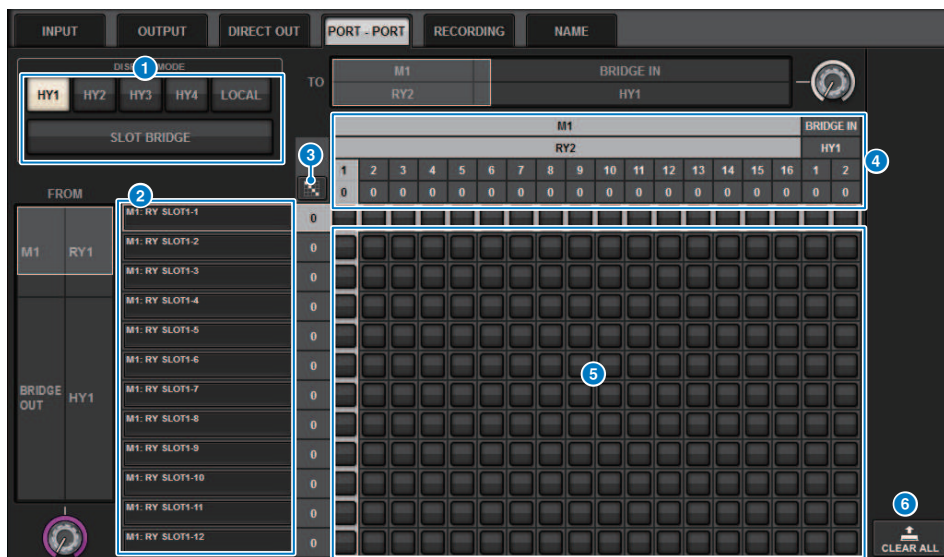 INPUT OUTPUT DIRECT OUT PORT - PORT RECORDING NAME
1
HY1 HY2 HY3 HY4 LOCAL
SLOT BRIDGE
TO
M1 BRIDGE IN
RY2 HY1
M1 BRIDGE IN
RY2 HY1
4
3
1 2 3 4 5 6 7 8 9 10 11 12 13 14 15 16 1 2
0 0 0 0 0 0 0 0 0 0 0 0 0 0 0 0 0 0
FROM
2
M1 RY1
BRIDGE OUT HY1
M1: RY SLOT1-1 0
M1: RY SLOT1-2 0
M1: RY SLOT1-3 0
M1: RY SLOT1-4 0
M1: RY SLOT1-5 0
M1: RY SLOT1-6 0
M1: RY SLOT1-7 0
M1: RY SLOT1-8 0
M1: RY SLOT1-9 0
M1: RY SLOT1-10 0
M1: RY SLOT1-11 0
M1: RY SLOT1-12 0
5
6
CLEAR ALL